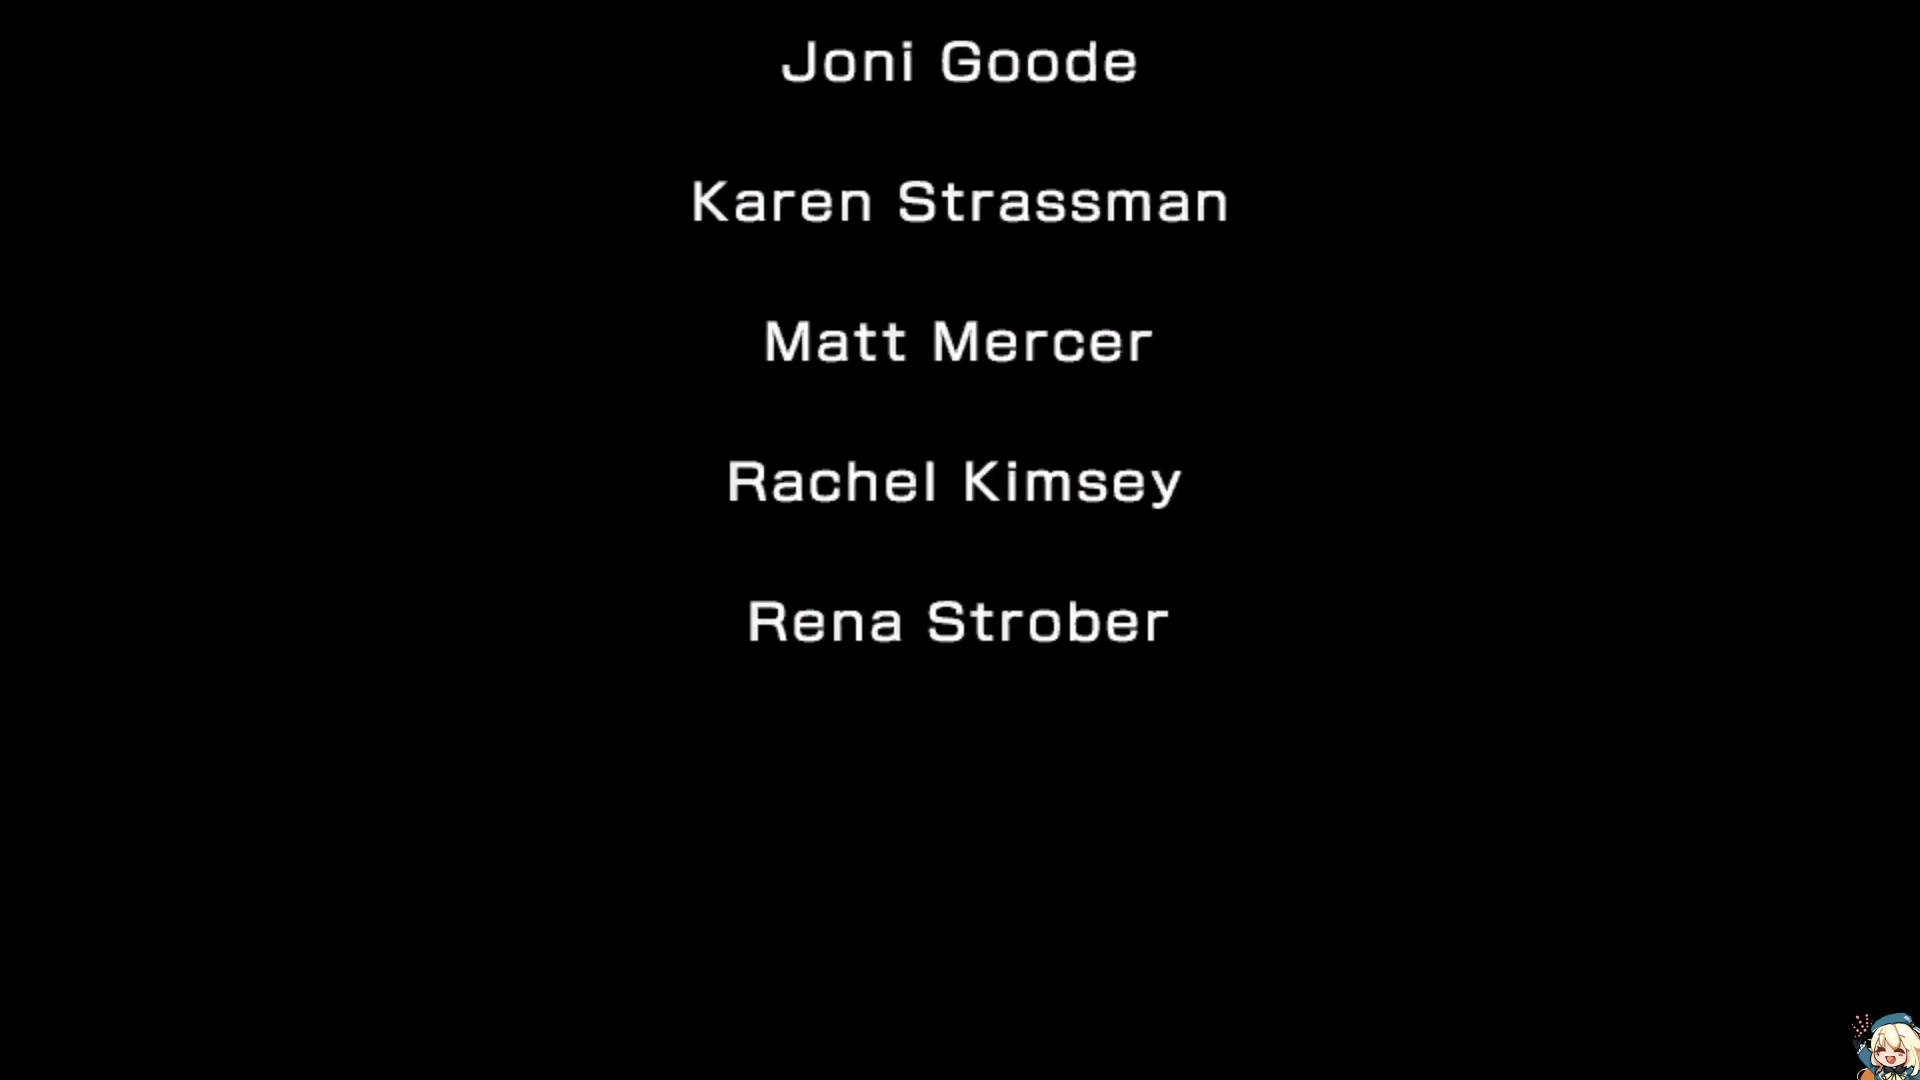 Joni Goode
Karen Strassman
Matt Mercer
Rachel Kimsey
Rena Strober